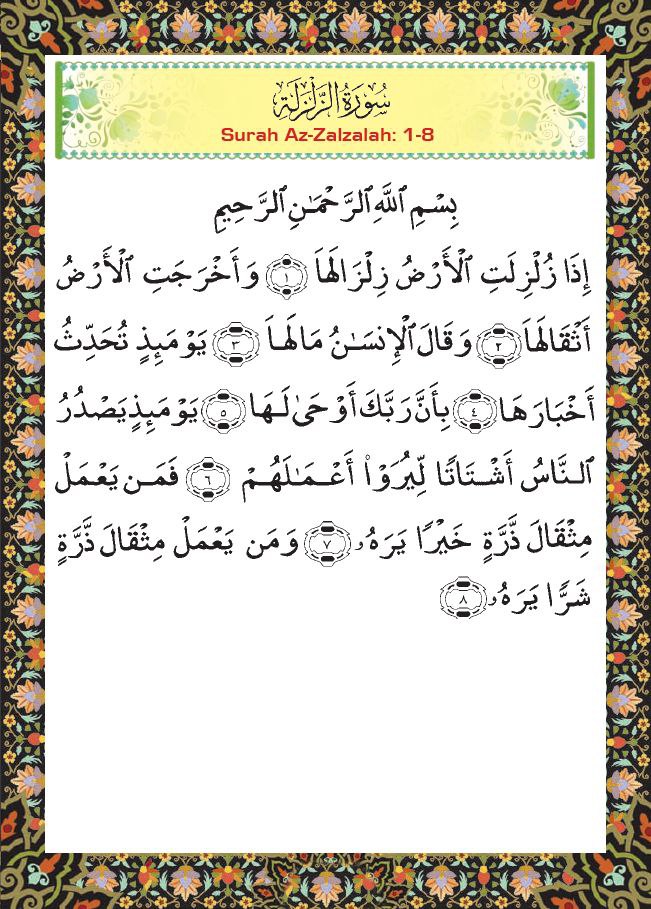 سُورَةُ الزَّلْزَلَةِ
Surah Az-Zalzalah: 1-8
بِسْمِ ٱللَّهِ ٱلرَّحْمَـٰنِ ٱلرَّحِيمِ
إِذَا زُلْزِلَتِ ٱلْأَرْضُ زِلْزَالَهَا ١ وَأَخْرَجَتِ ٱلْأَرْضُ
أَثْقَالَهَا ٢ وَقَالَ ٱلْإِنسَـٰنُ مَالَهَا ٣ يَوْمَئِذٍ تُحَدِّثُ
أَخْبَارَهَا ٤ بِأَنَّ رَبَّكَ أَوْحَىٰ لَهَا ٥ يَوْمَئِذٍ يَصْدُرُ
ٱلنَّاسُ أَشْتَاتًا لِّيُرَوْا۟ أَعْمَـٰلَهُمْ ٦ فَمَن يَعْمَلْ
مِثْقَالَ ذَرَّةٍ خَيْرًا يَرَهُۥ ٧ وَمَن يَعْمَلْ مِثْقَالَ ذَرَّةٍ
شَرًّا يَرَهُۥ ٨